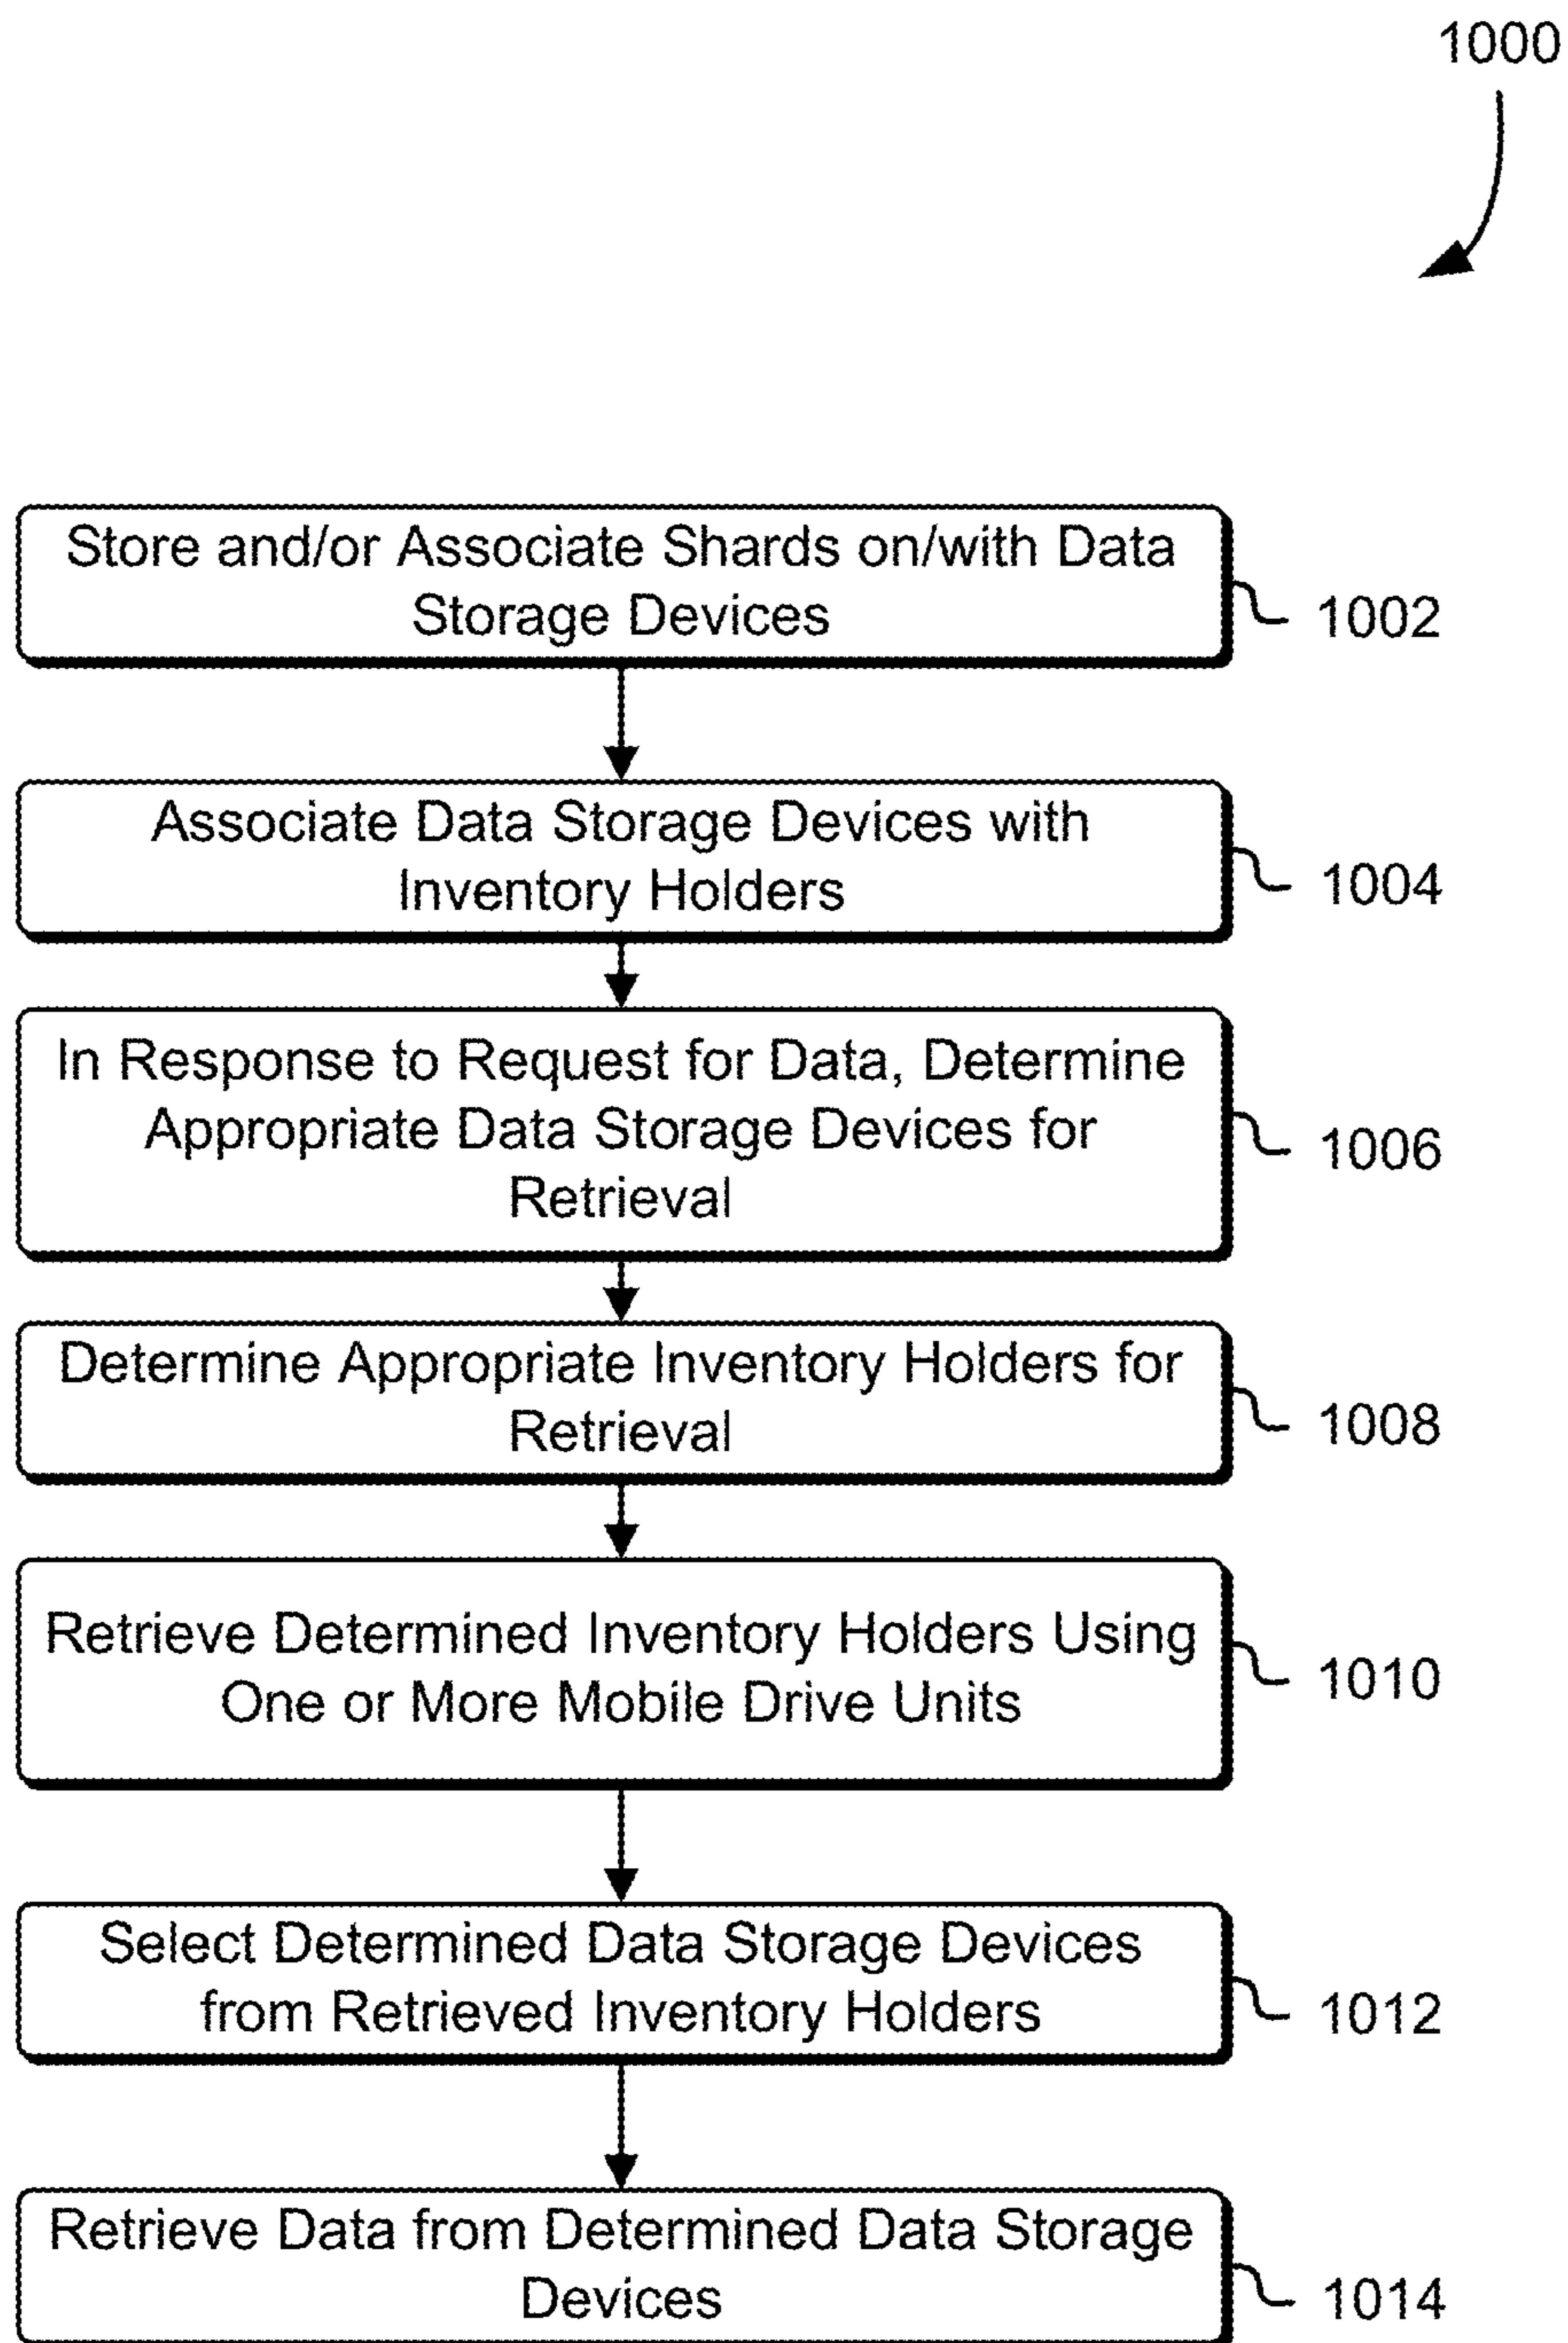 1000
Store and/or Associate Shards on/with Data
Storage Devices
1002
Associate Data Storage Devices with
Inventory Holders
1004
In Response to Request for Data, Determine
Appropriate Data Storage Devices for
Retrieval
1006
Determine Appropriate Inventory Holders for
Retrieval
1008
Retrieve Determined Inventory Holders Using
One or More Mobile Drive Units
1010
Select Determined Data Storage Devices
from Retrieved Inventory Holders
1012
Retrieve Data from Determined Data Storage
Devices
1014